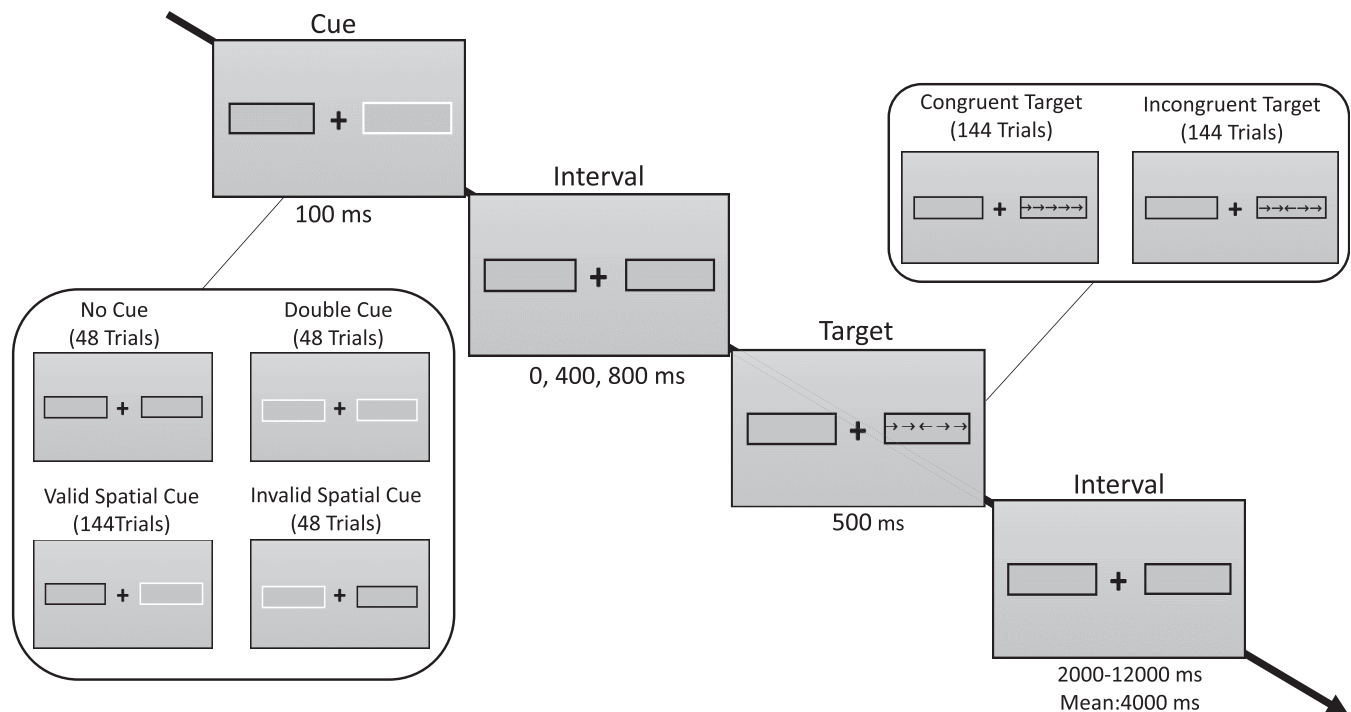 Cue
100 ms
Interval
0, 400, 800 ms
Target
→→←→→
500 ms
Interval
2000-12000 ms
Mean:4000 ms
No Cue
(48 Trials)
Double Cue
(48 Trials)
Valid Spatial Cue
(144Trials)
Invalid Spatial Cue
(48 Trials)
Congruent Target
(144 Trials)
→→→→→
Incongruent Target
(144 Trials)
→→←→→